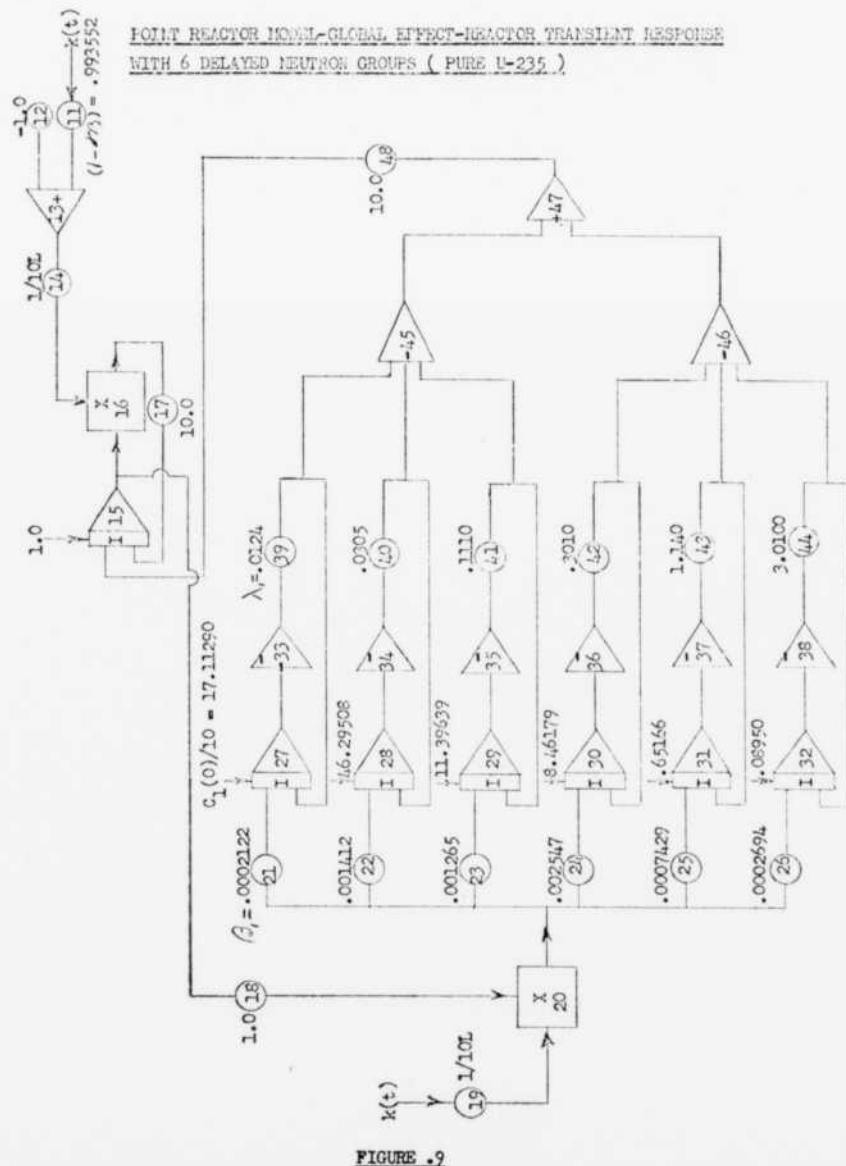 POINT REACTOR MODEL-GLOBAL EFFECT-REACTOR TRANSIENT RESPONSE
WITH 6 DELAYED NEUTRON GROUPS ( PURE U-235 )
k(t)
-1.0
12
11
(1-β's) = .993552
13+
1/10L
14
X
16
17
10.0
1.0
I 15
10.0
48
+47
-45
-46
C₁(0)/10 = 17.11290
I 27
-33
λ₁=.0124
39
46.29508
I 28
-34
.0305
40
11.39639
I 29
-35
.1110
41
8.46179
I 30
-36
.3010
42
.65166
I 31
-37
1.140
43
.08950
I 32
-38
3.0100
44
β₁=.0002122
21
.001412
22
.001265
23
.002547
24
.0007429
25
.0002694
26
1.0
18
X
20
k(t)
19
1/10L
FIGURE .9